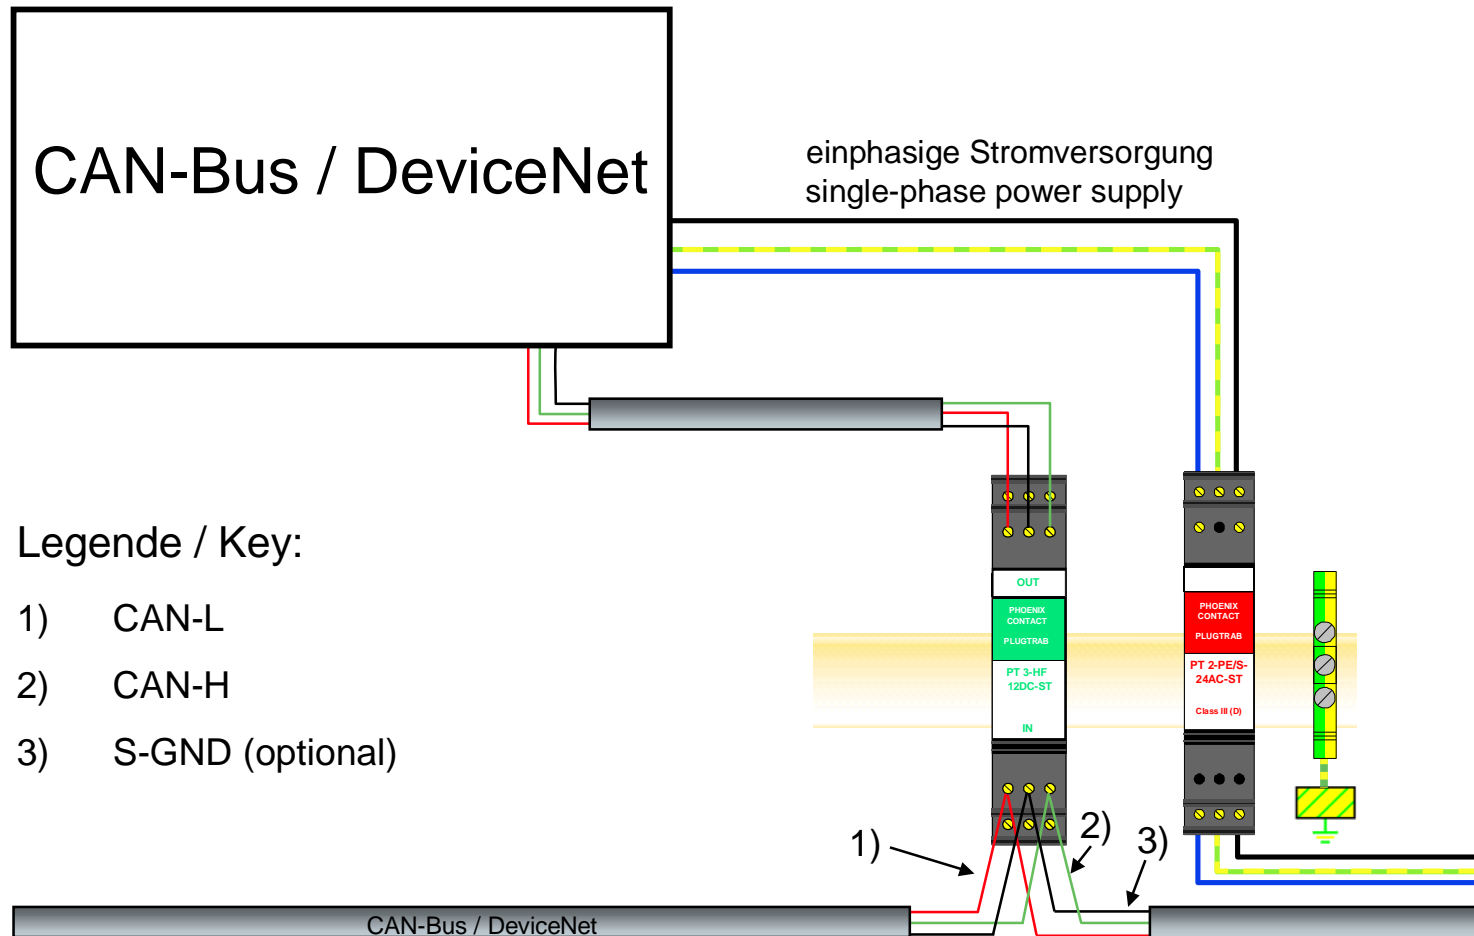 CAN-Bus / DeviceNet
einphasige Stromversorgung
single-phase power supply
Legende / Key:
1) CAN-L
2) CAN-H
3) S-GND (optional)
OUT
PHOENIX
CONTACT
PLUGTRAB
PT 3-HF
12DC-ST
IN
PHOENIX
CONTACT
PLUGTRAB
PT 2-PE/S-
24AC-ST
Class III (D)
1)
2)
3)
CAN-Bus / DeviceNet